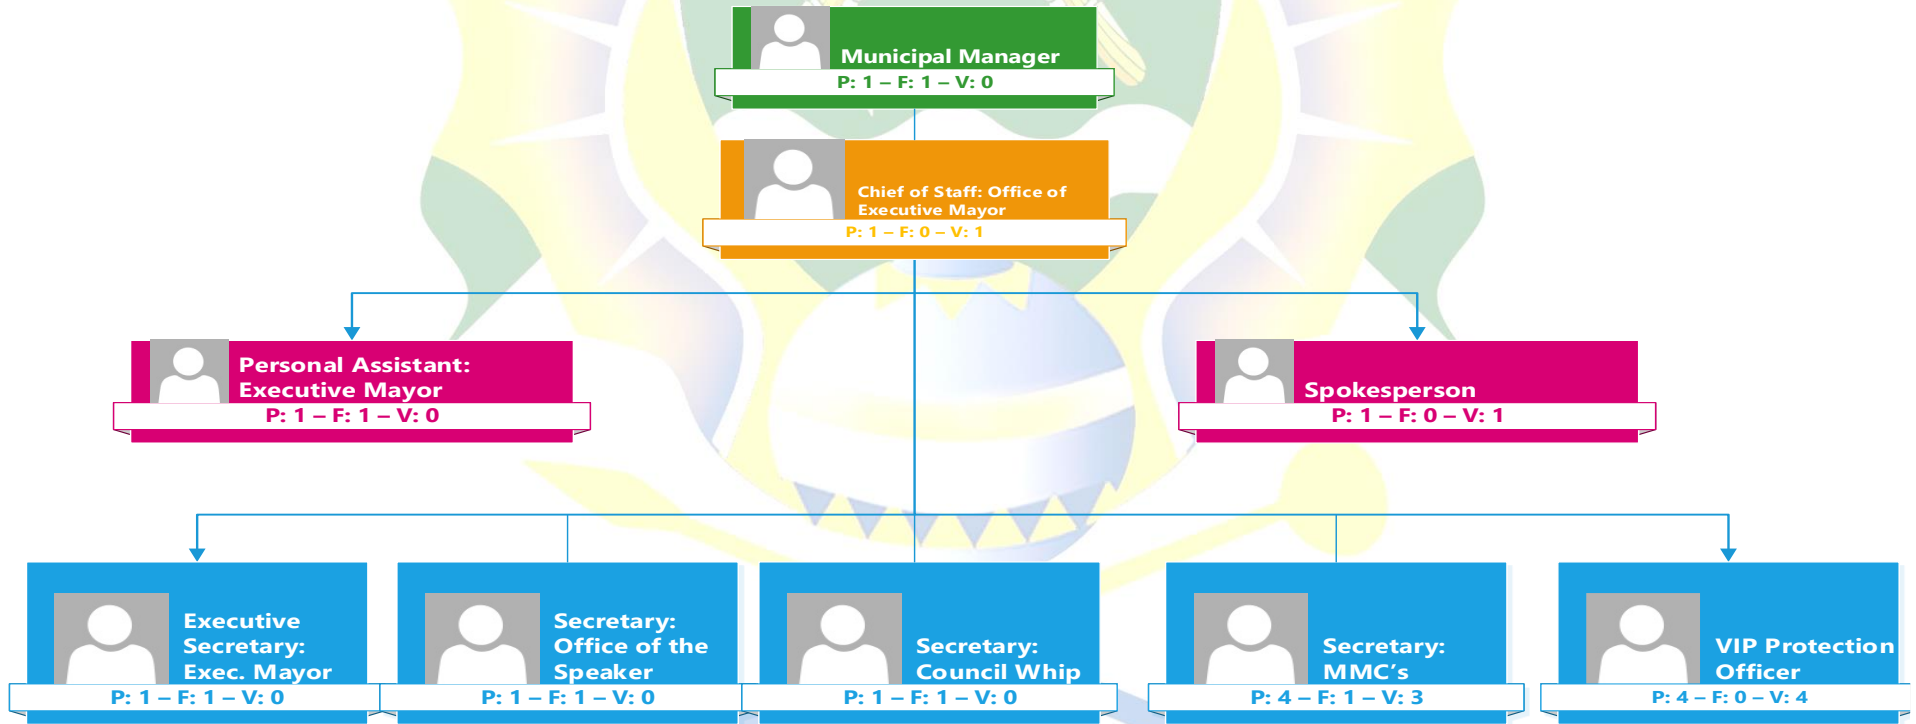 Municipal Manager
P: 1 – F: 1 – V: 0
Chief of Staff: Office of
Executive Mayor
P: 1 – F: 0 – V: 1
Personal Assistant:
Executive Mayor
P: 1 – F: 1 – V: 0
Spokesperson
P: 1 – F: 0 – V: 1
Executive
Secretary:
Exec. Mayor
P: 1 – F: 1 – V: 0
Secretary:
Office of the
Speaker
P: 1 – F: 1 – V: 0
Secretary:
Council Whip
P: 1 – F: 1 – V: 0
Secretary:
MMC’s
P: 4 – F: 1 – V: 3
VIP Protection
Officer
P: 4 – F: 0 – V: 4